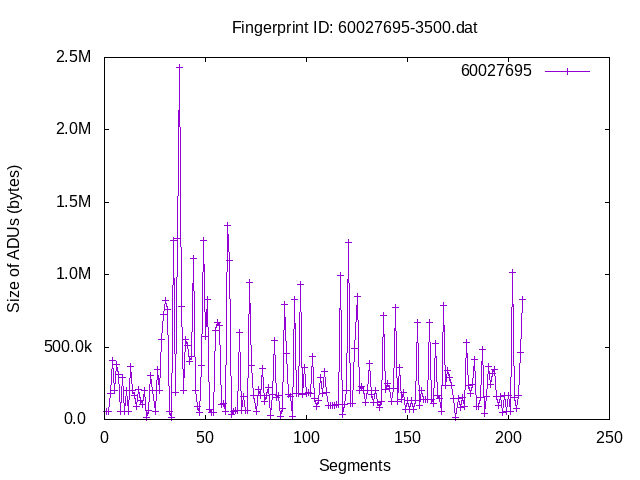 Fingerprint ID: 60027695-3500.dat
60027695
2.5M
2.0M
1.5M
1.0M
500.0k
0.0
Size of ADUs (bytes)
0 50 100 150 200 250
Segments